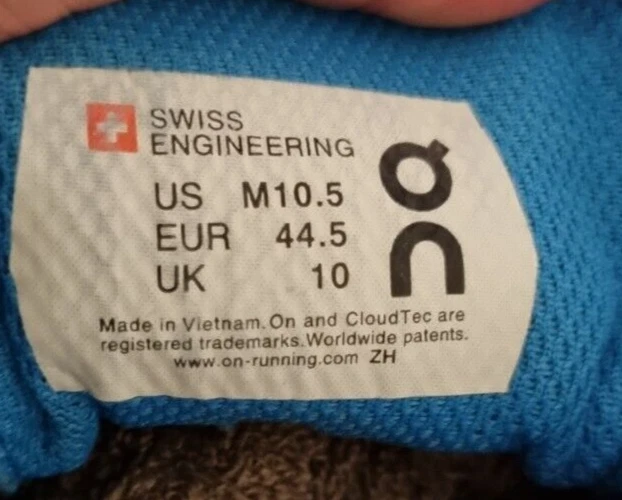 SWISS
ENGINEERING
US M10.5
EUR 44.5
UK 10
On
Made in Vietnam. On and CloudTec are
registered trademarks. Worldwide patents.
www.on-running.com ZH